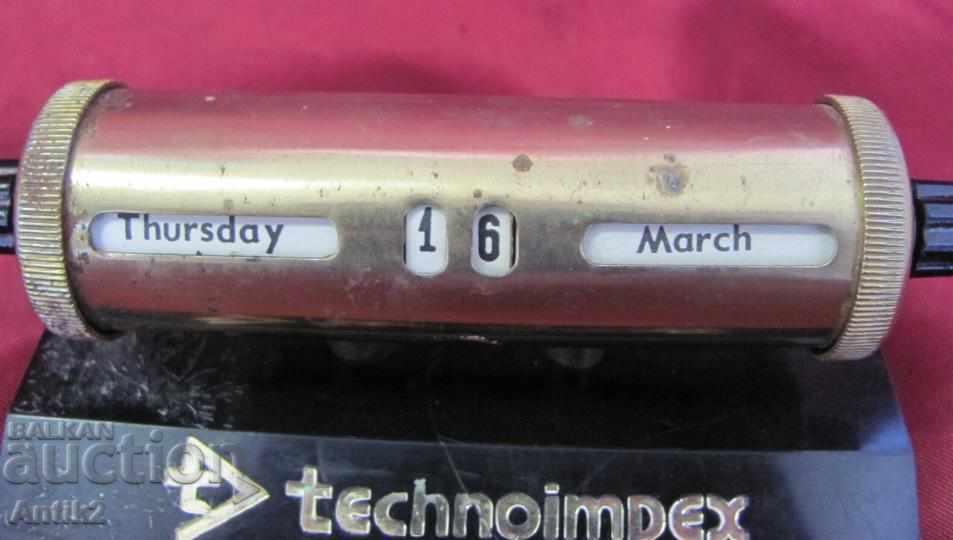 Thursday 1 6 March
BALKAN
auction
Antik2
technoimpex